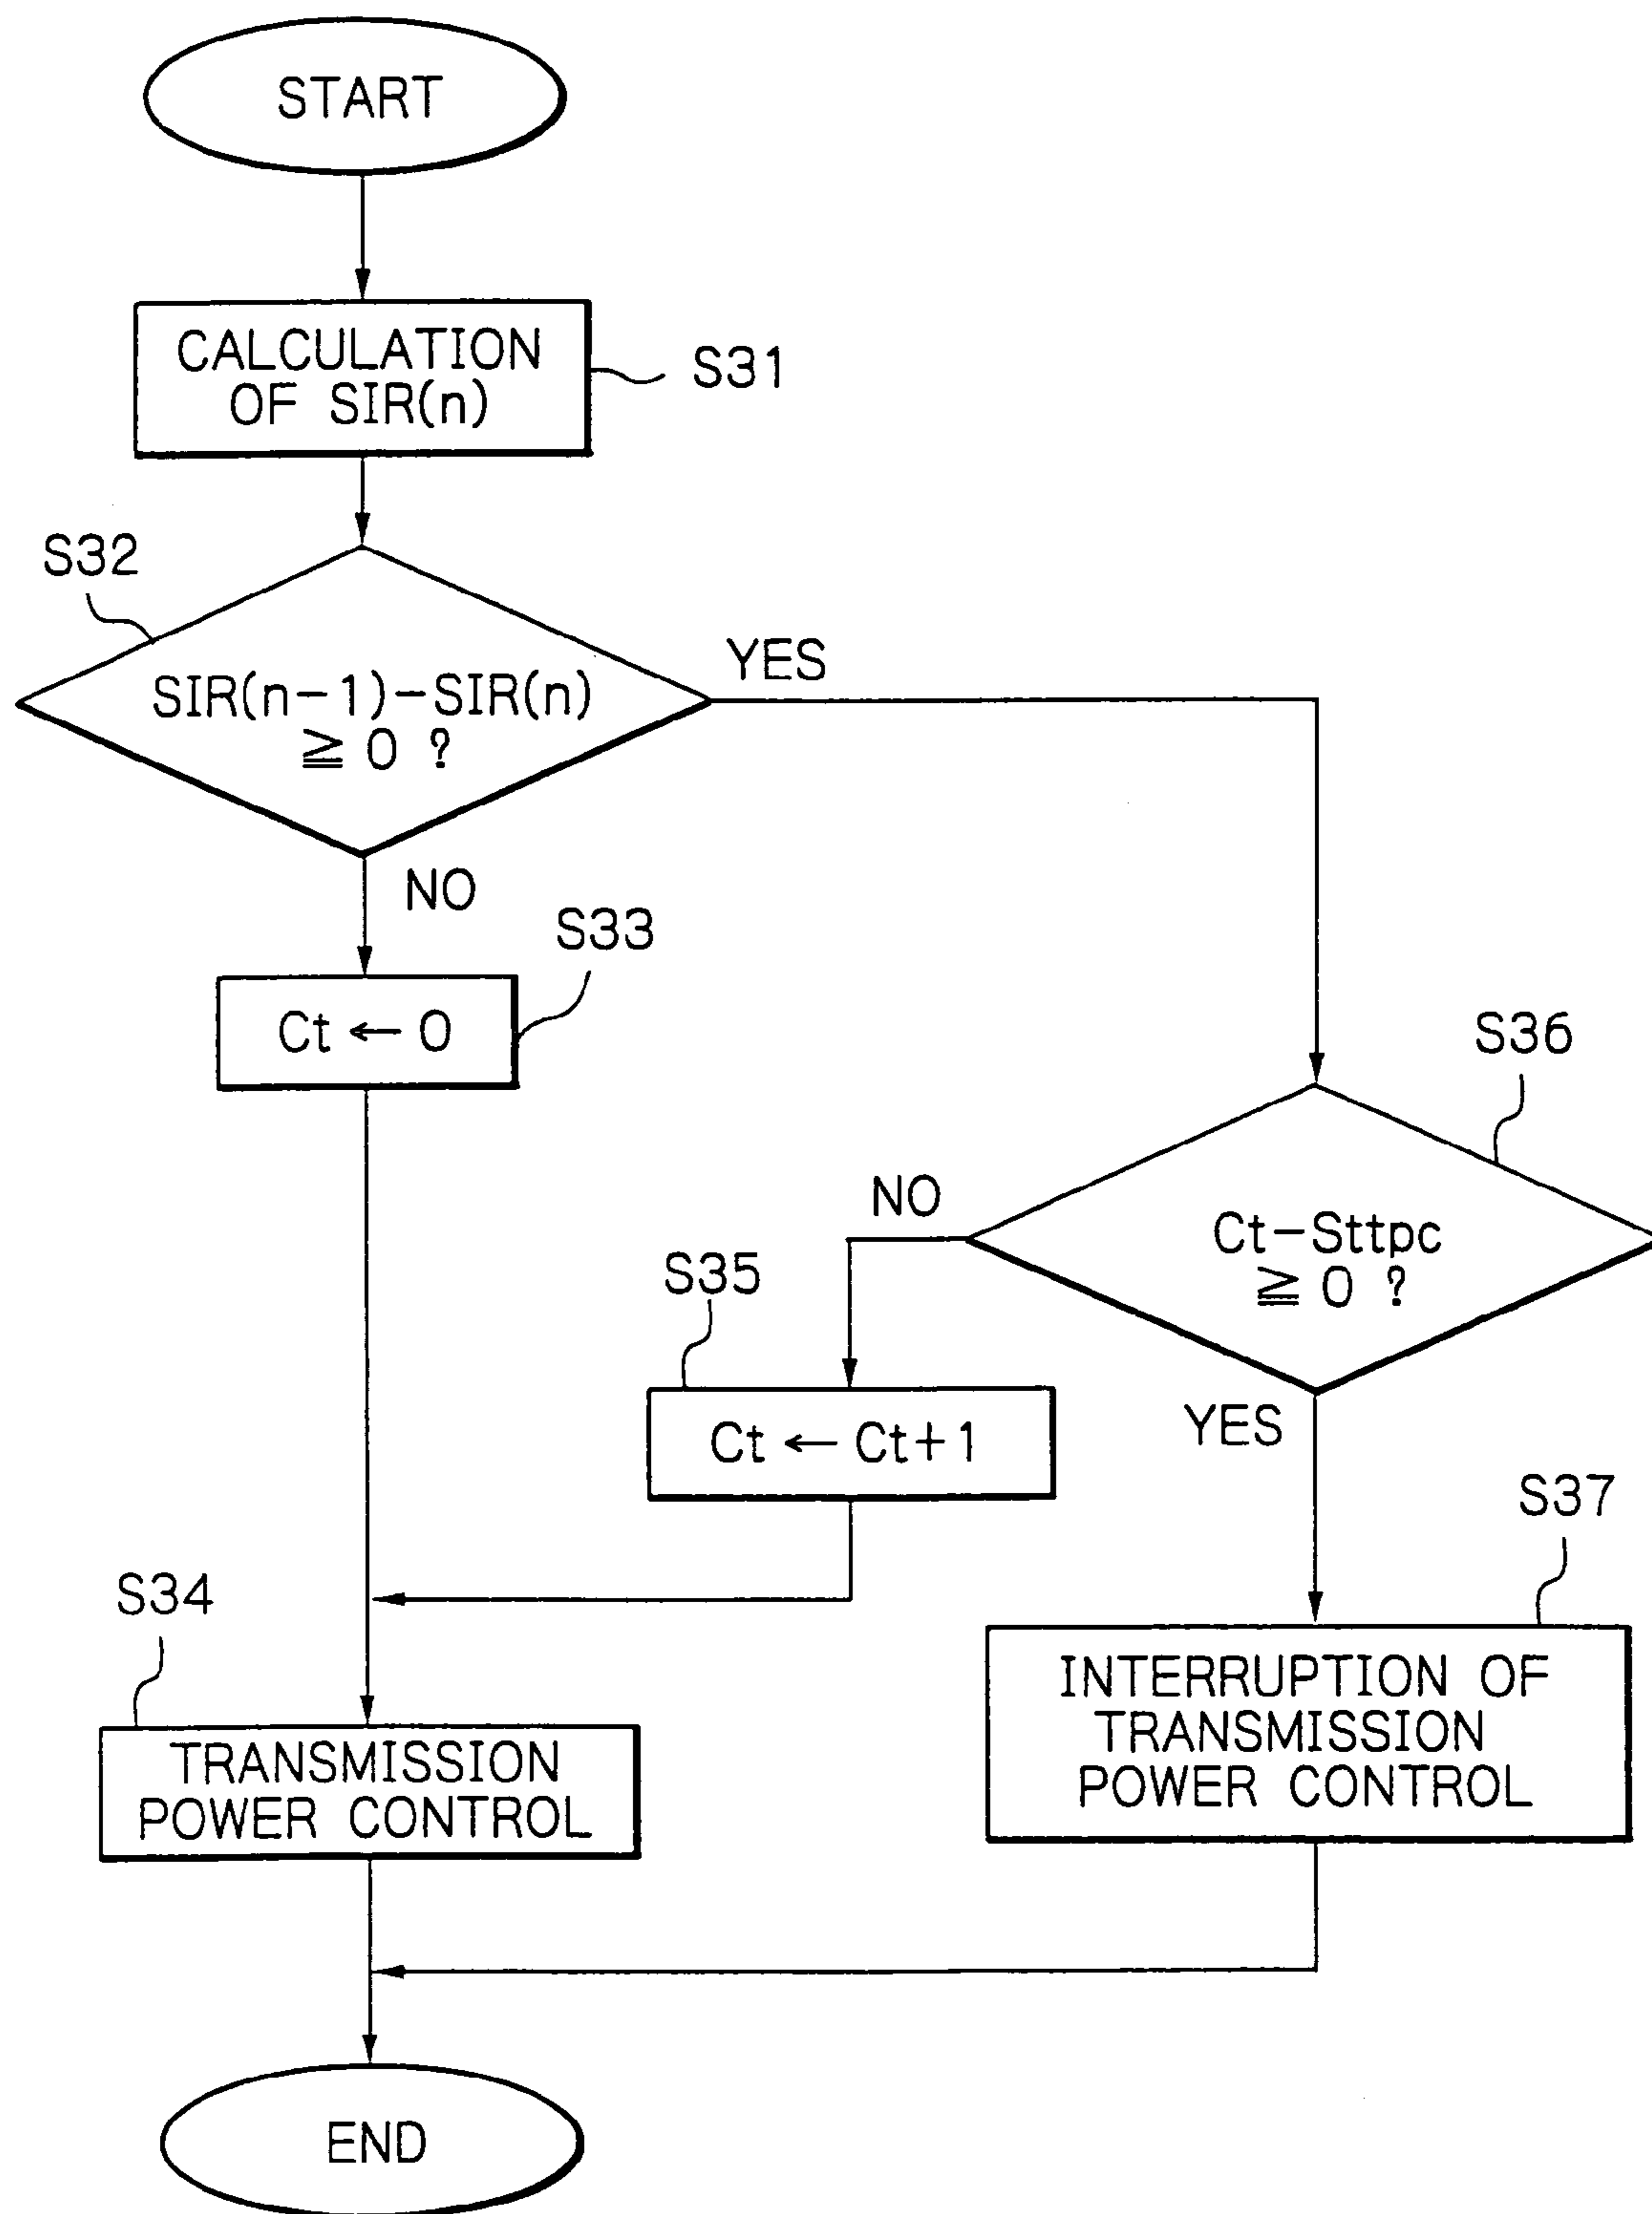 START
CALCULATION
OF SIR(n)
S31
S32
SIR(n-1)-SIR(n)
≧ 0 ?
YES
NO
S33
Ct ← 0
S36
Ct-Sttpc
≧ 0 ?
NO
S35
Ct ← Ct+1
YES
S37
INTERRUPTION OF
TRANSMISSION
POWER CONTROL
S34
TRANSMISSION
POWER CONTROL
END